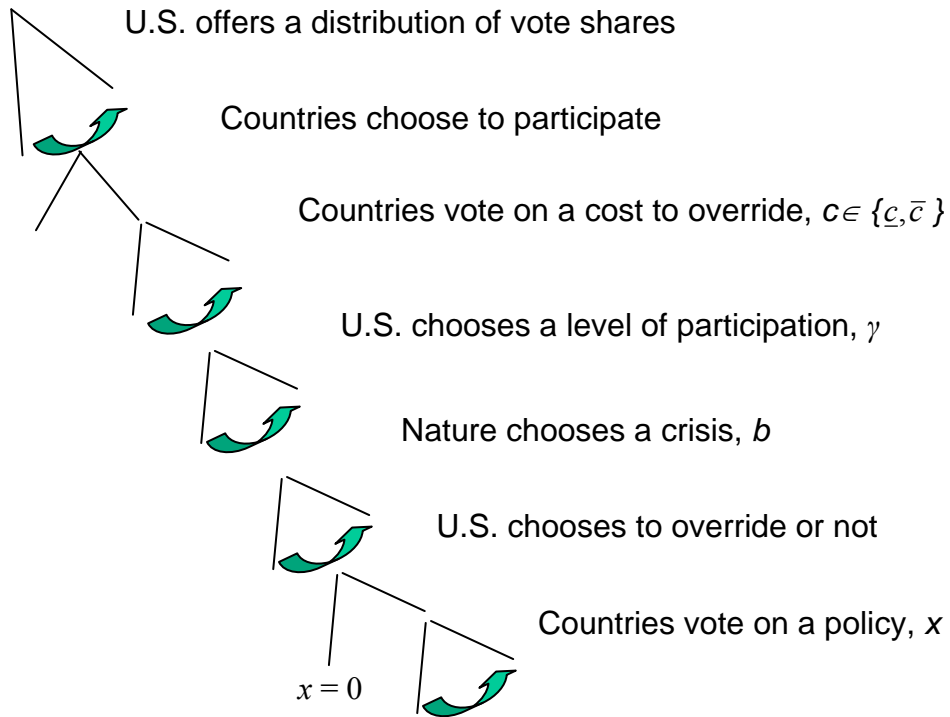 U.S. offers a distribution of vote shares
Countries choose to participate
Countries vote on a cost to override, c ∈ {c̲, c̅ }
U.S. chooses a level of participation, γ
Nature chooses a crisis, b
U.S. chooses to override or not
Countries vote on a policy, x
x = 0